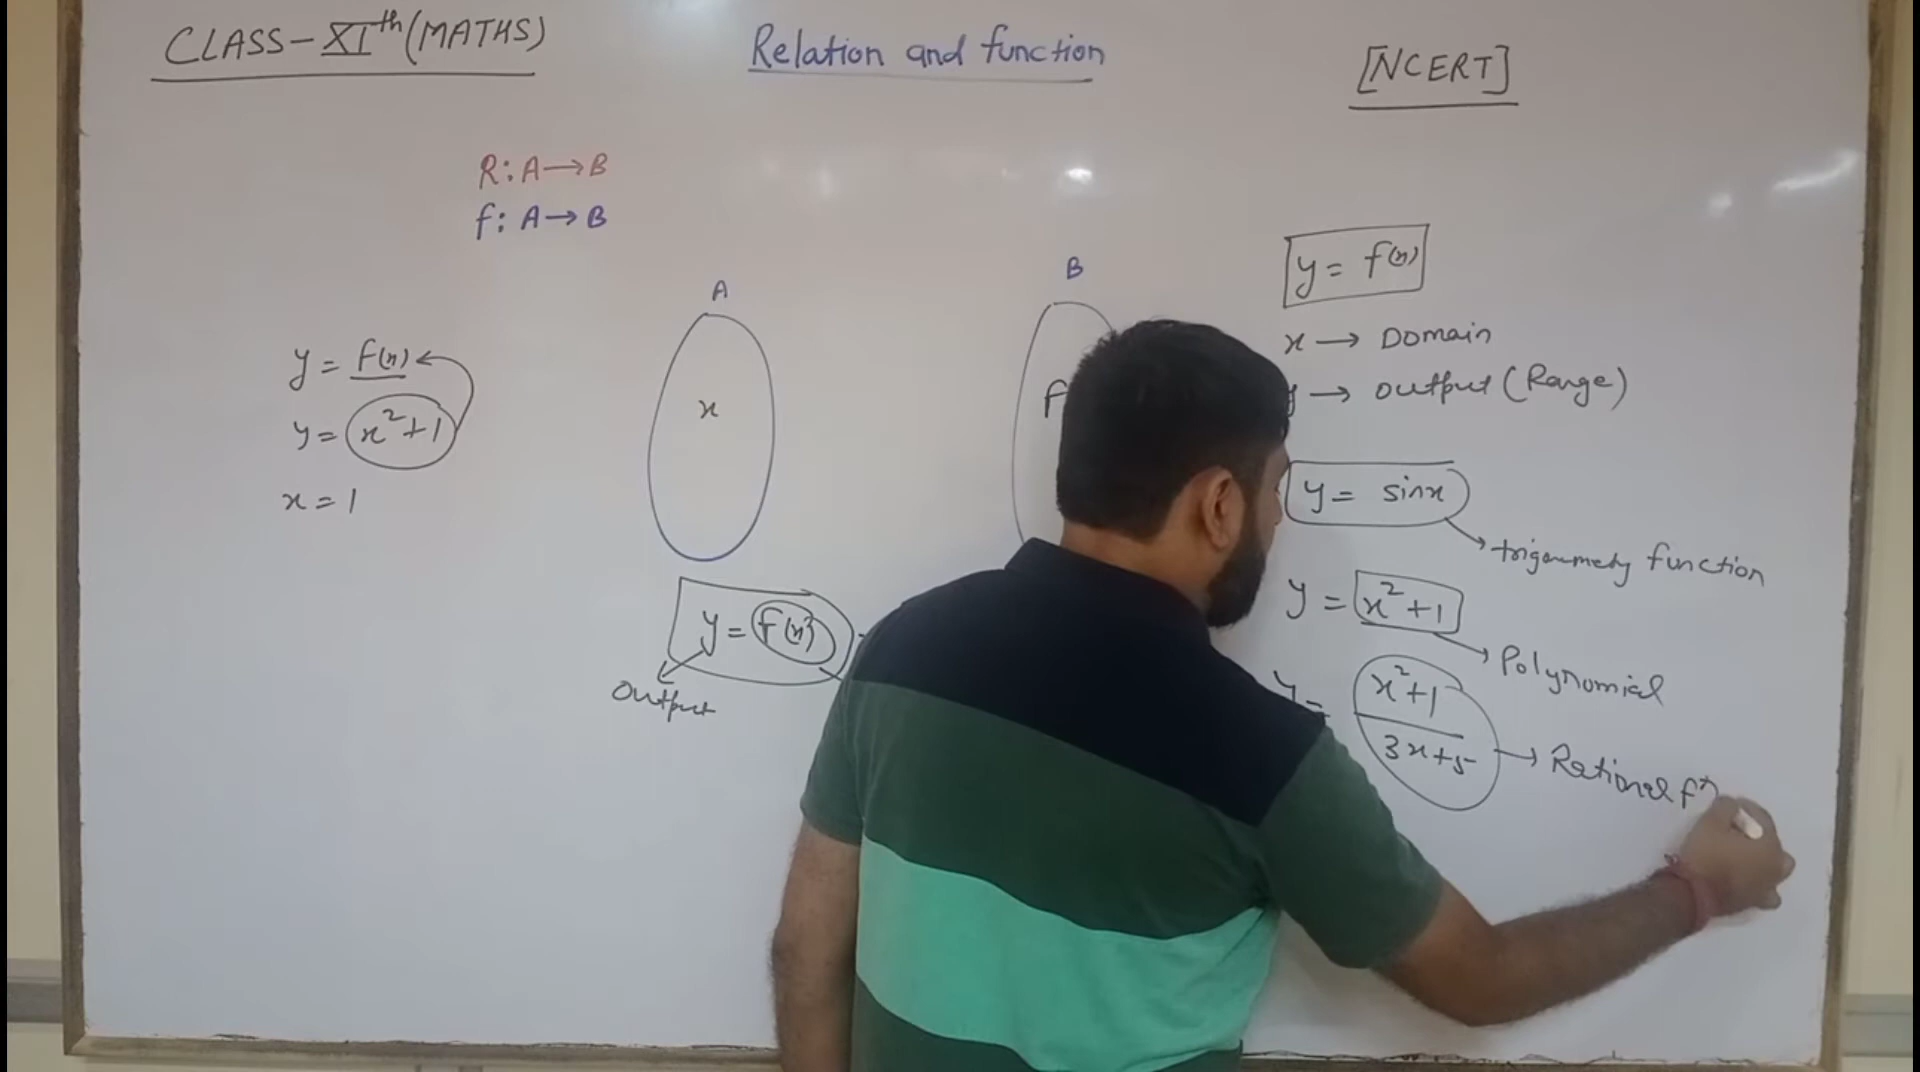 CLASS-XIth (MATHS)
Relation and function
[NCERT]
R: A→B
f: A→B
y = f(x)
y = x²+1
x = 1
A
x
B
f
y = f(x)
Output
y = f(x)
x → Domain
y → output (Range)
y = sinx
function
y = x²+1
Polynomial
y = x²+1
3x+5
→ Rational fⁿ